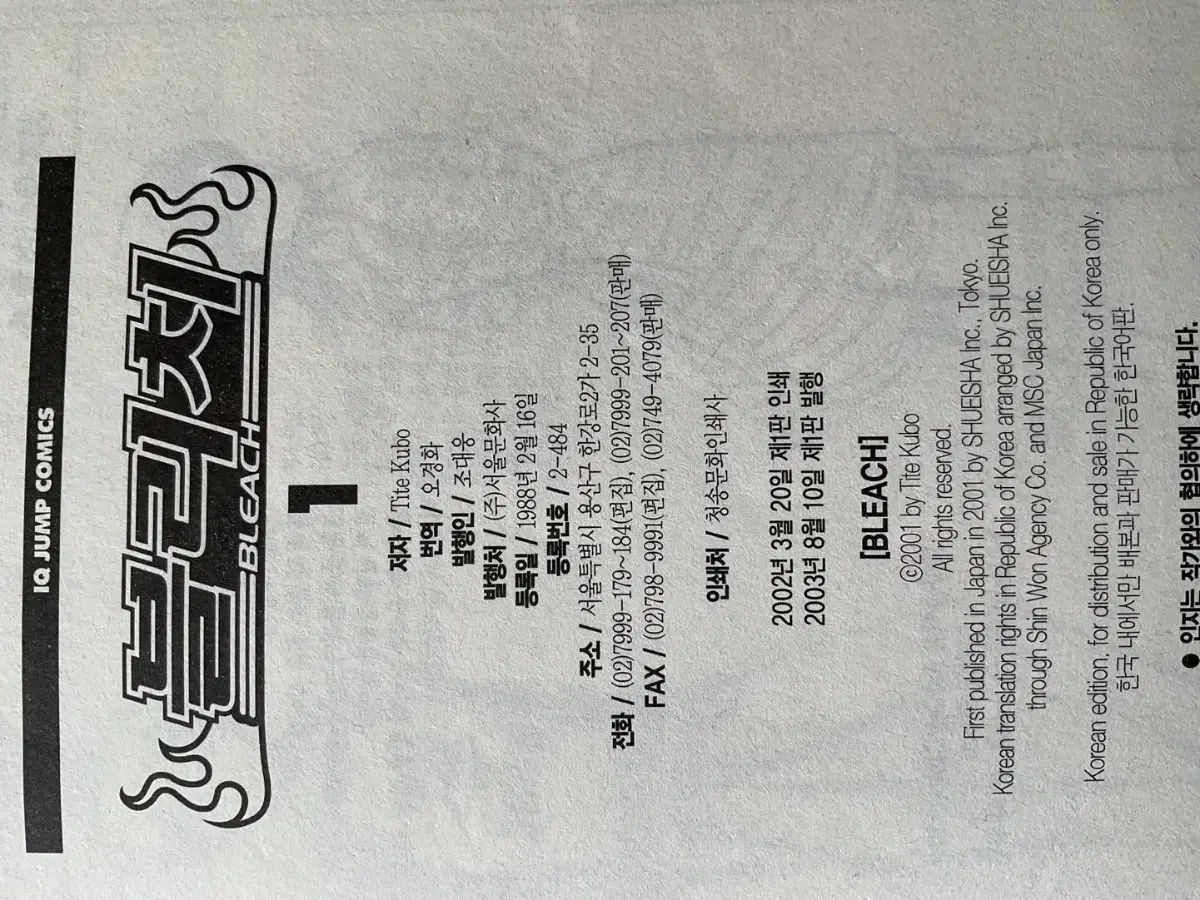 IQ JUMP COMICS
블리치
BLEACH
1
저자 / Tite Kubo
번역 / 오경화
발행인 / 조대웅
발행처 / (주)서울문화사
등록일 / 1988년 2월 16일
등록번호 / 2-484
주소 / 서울특별시 용산구 한강로2가 2-35
전화 / (02)7999-179~184(편집), (02)7999-201~207(판매)
FAX / (02)798-9991(편집), (02)749-4079(판매)
인쇄처 / 청송문화인쇄사
2002년 3월 20일 제1판 인쇄
2003년 8월 10일 제1판 발행
[BLEACH]
©2001 by Tite Kubo
All rights reserved.
First published in Japan in 2001 by SHUEISHA Inc., Tokyo.
Korean translation rights in Republic of Korea arranged by SHUEISHA Inc.
through Shin Won Agency Co. and MSC Japan Inc.
Korean edition, for distribution and sale in Republic of Korea only.
한국 내에서만 배본과 판매가 가능한 한국어판.
● 인지는 작가와의 협의하에 생략합니다.